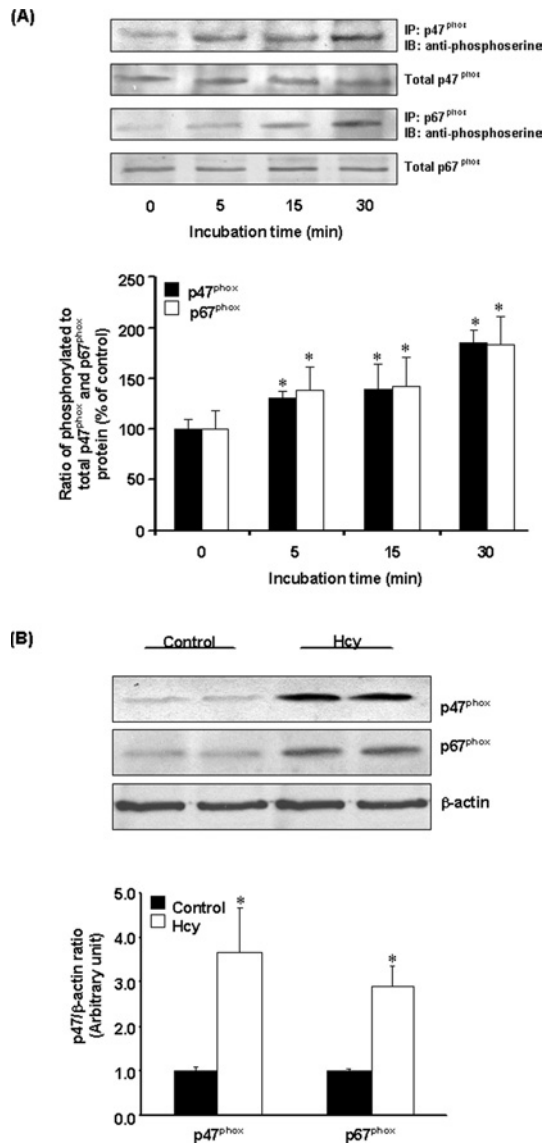 (A)
IP: p47phox
IB: anti-phosphoserine
Total p47phox
IP: p67phox
IB: anti-phosphoserine
Total p67phox
0 5 15 30
Incubation time (min)
Ratio of phosphorylated to
total p47phox and p67phox
protein (% of control)
250
200
150
100
50
0
p47phox
p67phox
* * * * * *
0 5 15 30
Incubation time (min)
(B)
Control Hcy
p47phox
p67phox
β-actin
p47/β-actin ratio
(Arbitrary unit)
5.0
4.0
3.0
2.0
1.0
0.0
Control
Hcy
* *
p47phox p67phox